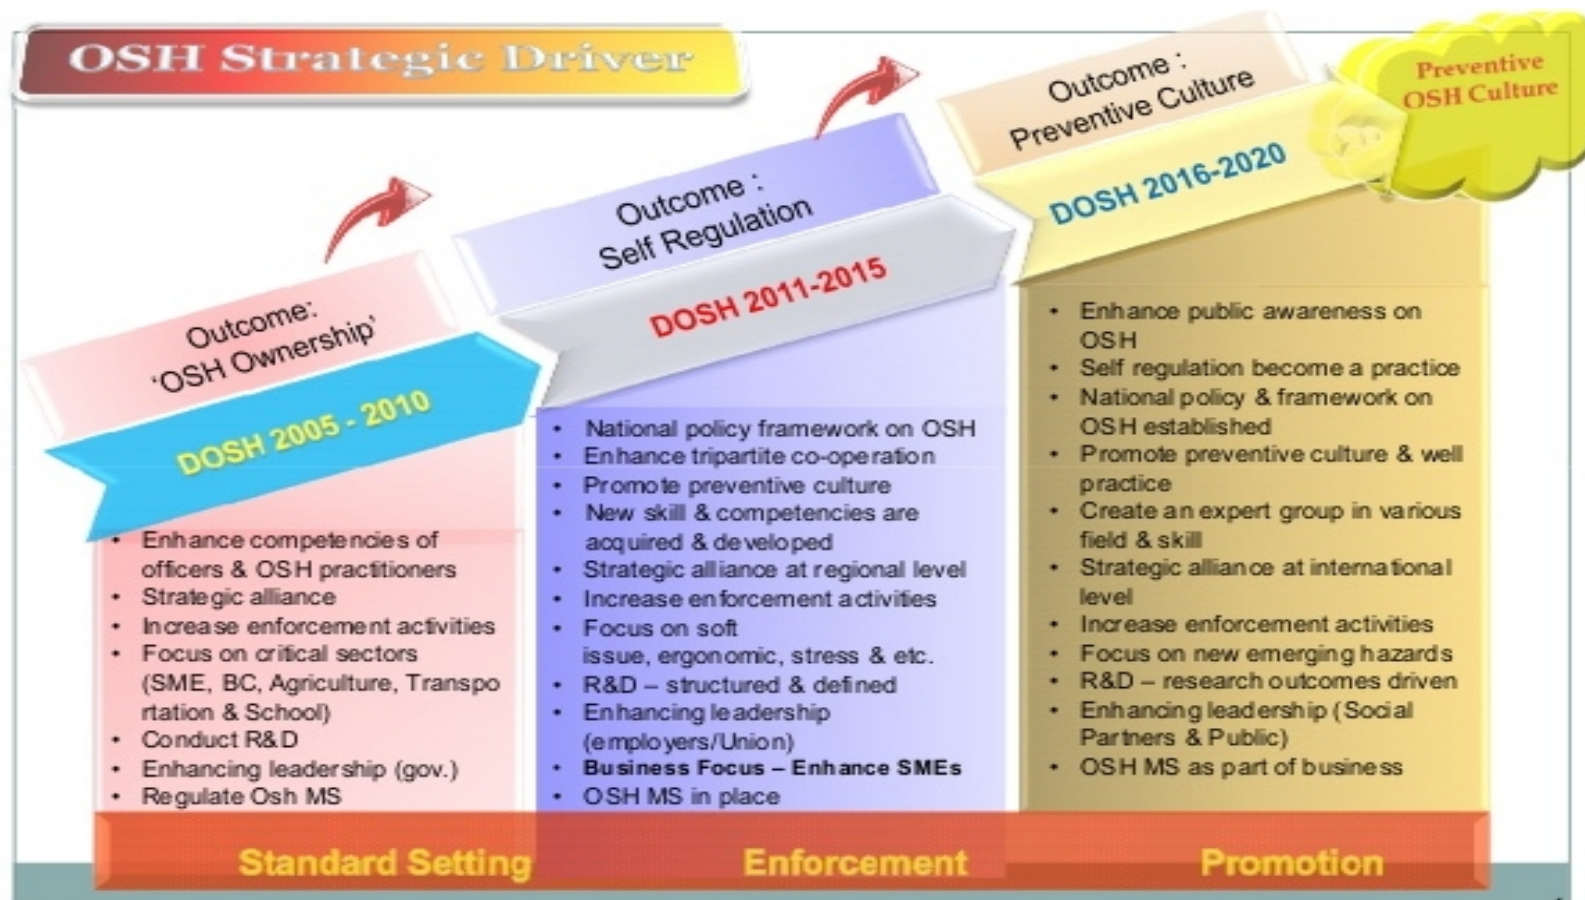 OSH Strategic Driver
Outcome:
'OSH Ownership'
DOSH 2005 - 2010
• Enhance competencies of
officers & OSH practitioners
• Strategic alliance
• Increase enforcement activities
• Focus on critical sectors
(SME, BC, Agriculture, Transpo
rtation & School)
• Conduct R&D
• Enhancing leadership (gov.)
• Regulate Osh MS
Outcome :
Self Regulation
DOSH 2011-2015
• National policy framework on OSH
• Enhance tripartite co-operation
• Promote preventive culture
• New skill & competencies are
acquired & developed
• Strategic alliance at regional level
• Increase enforcement activities
• Focus on soft
issue, ergonomic, stress & etc.
• R&D – structured & defined
• Enhancing leadership
(employers/Union)
• Business Focus – Enhance SMEs
• OSH MS in place
Outcome :
Preventive Culture
DOSH 2016-2020
• Enhance public awareness on
OSH
• Self regulation become a practice
• National policy & framework on
OSH established
• Promote preventive culture & well
practice
• Create an expert group in various
field & skill
• Strategic alliance at international
level
• Increase enforcement activities
• Focus on new emerging hazards
• R&D – research outcomes driven
• Enhancing leadership (Social
Partners & Public)
• OSH MS as part of business
Preventive
OSH Culture
Standard Setting
Enforcement
Promotion